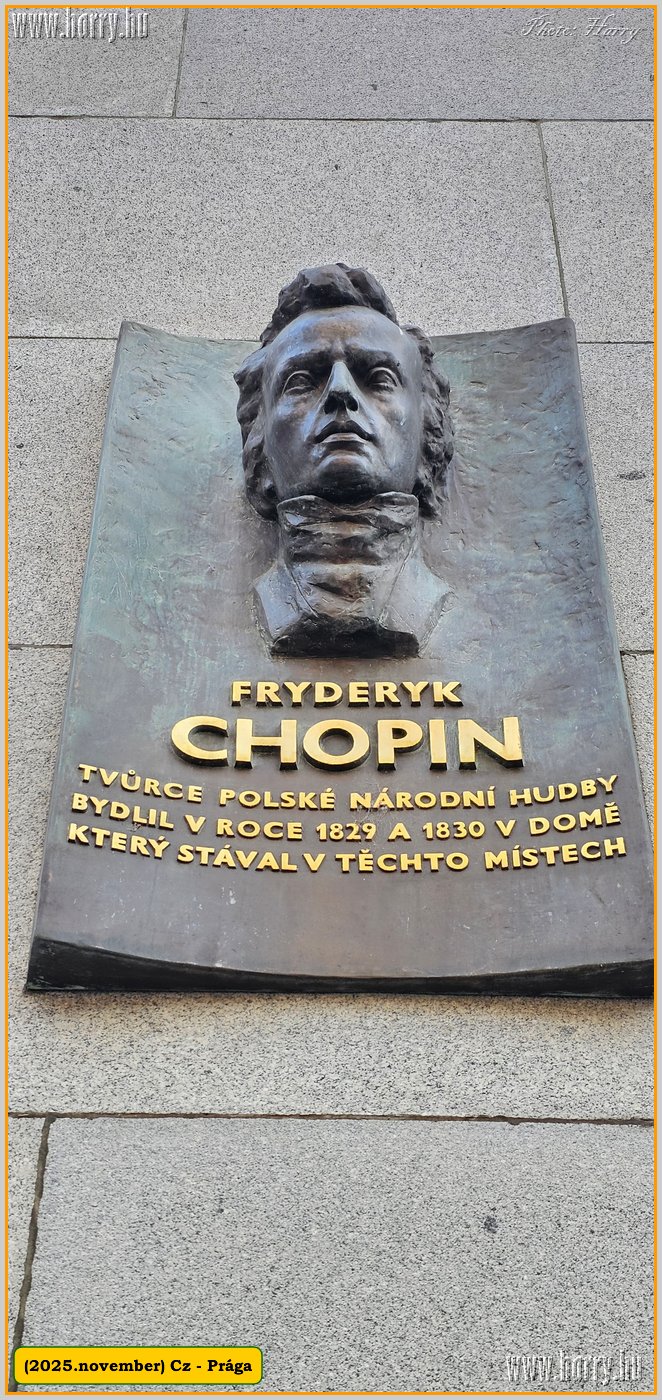 www.horry.hu
Photo: Horry
FRYDERYK
CHOPIN
TVŮRCE POLSKÉ NÁRODNÍ HUDBY
BYDLIL V ROCE 1829 A 1830 V DOMĚ
KTERÝ STÁVAL V TĚCHTO MÍSTECH
(2025.november) Cz - Prága
www.horry.hu